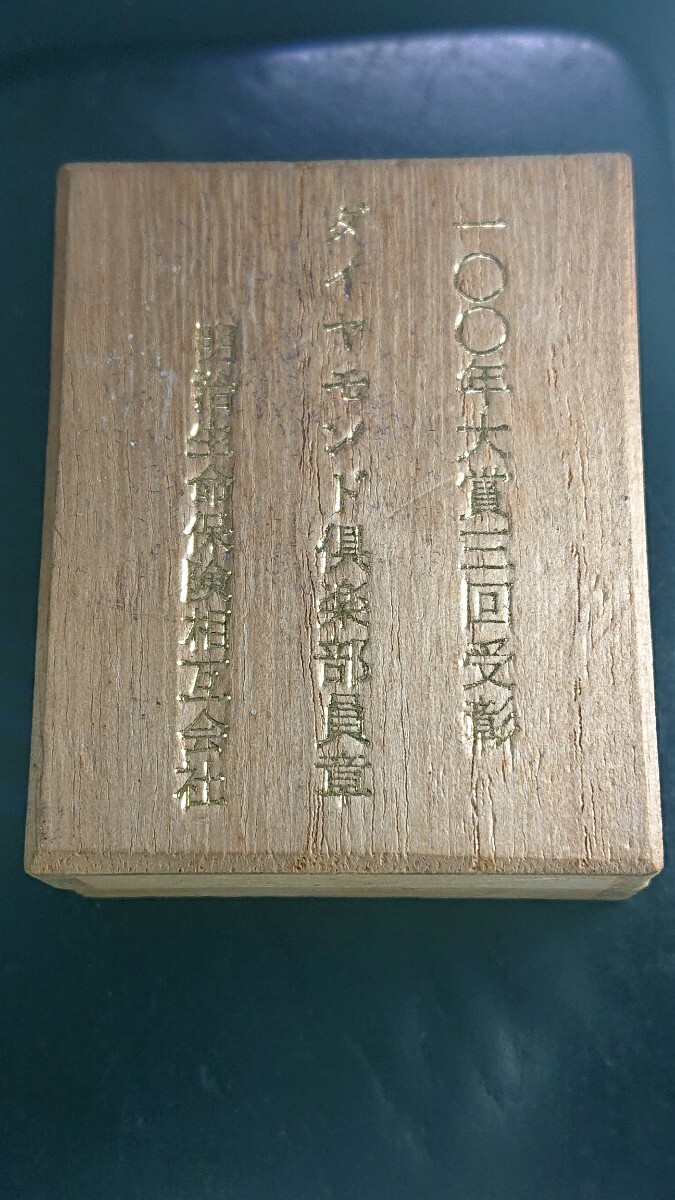 一〇〇年大賞三回受彰
ダイヤモンド倶楽部員章
明治生命保険相互会社